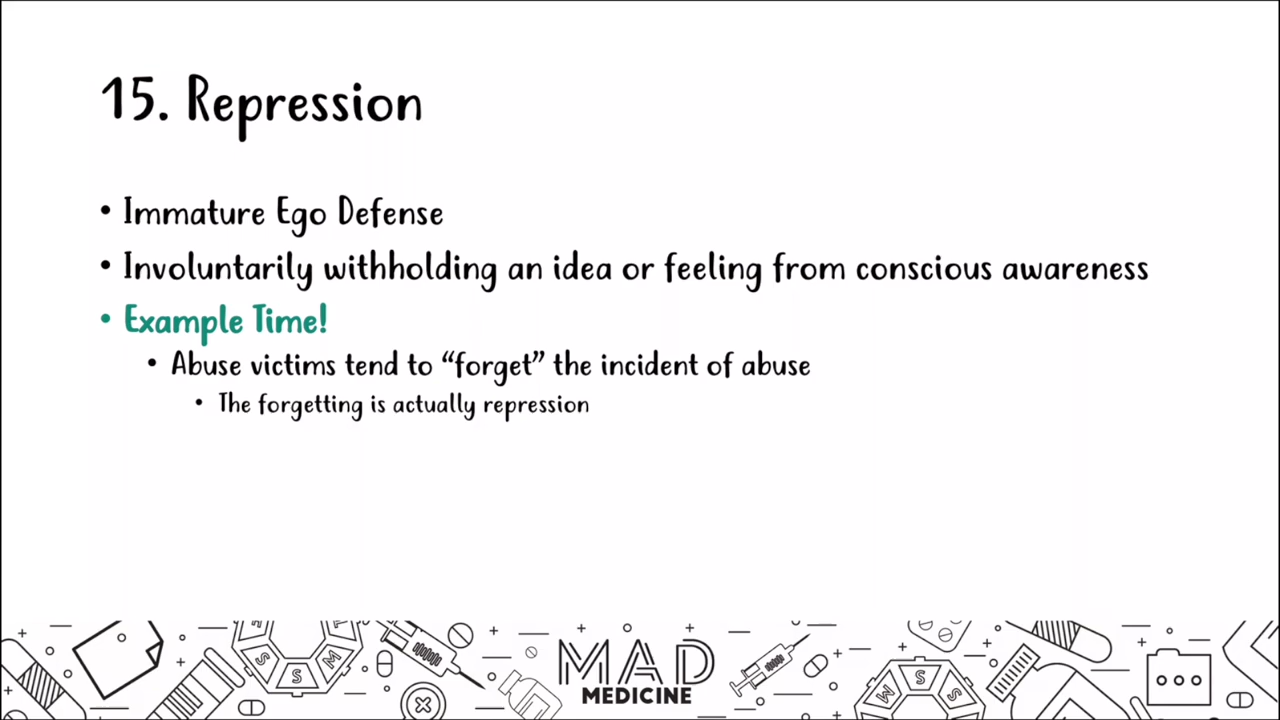 15. Repression
• Immature Ego Defense
• Involuntarily withholding an idea or feeling from conscious awareness
• Example Time!
• Abuse victims tend to “forget” the incident of abuse
• The forgetting is actually repression
MAD
MEDICINE
S
S
M
M
S
S